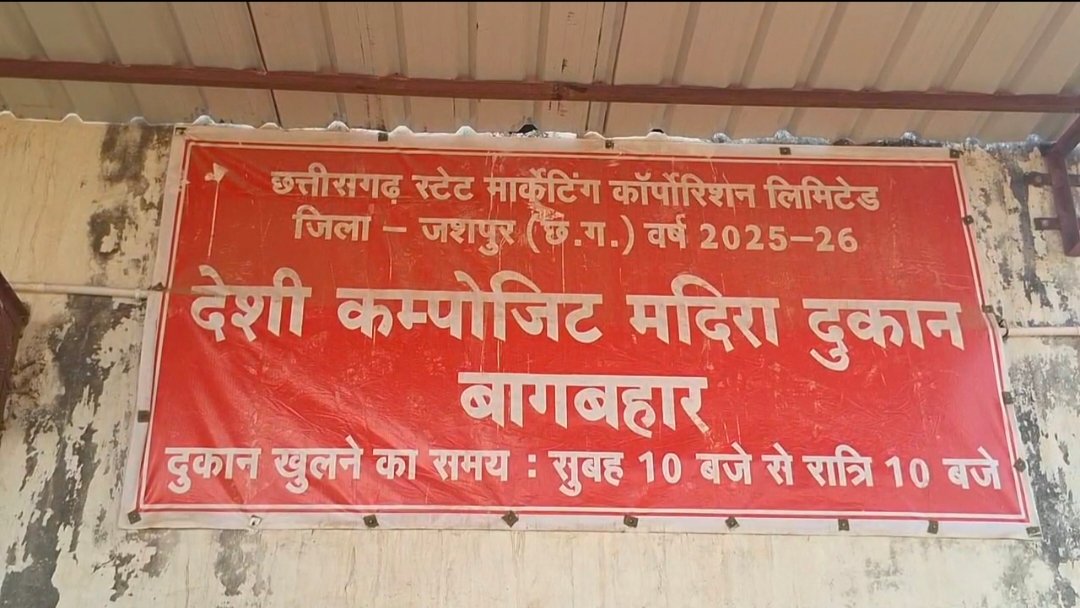 छत्तीसगढ़ स्टेट मार्केटिंग कॉर्पोरिशन लिमिटेड
जिला – जशपुर (छ.ग.) वर्ष 2025–26
देशी कम्पोजिट मदिरा दुकान
बागबहार
दुकान खुलने का समय : सुबह 10 बजे से रात्रि 10 बजे